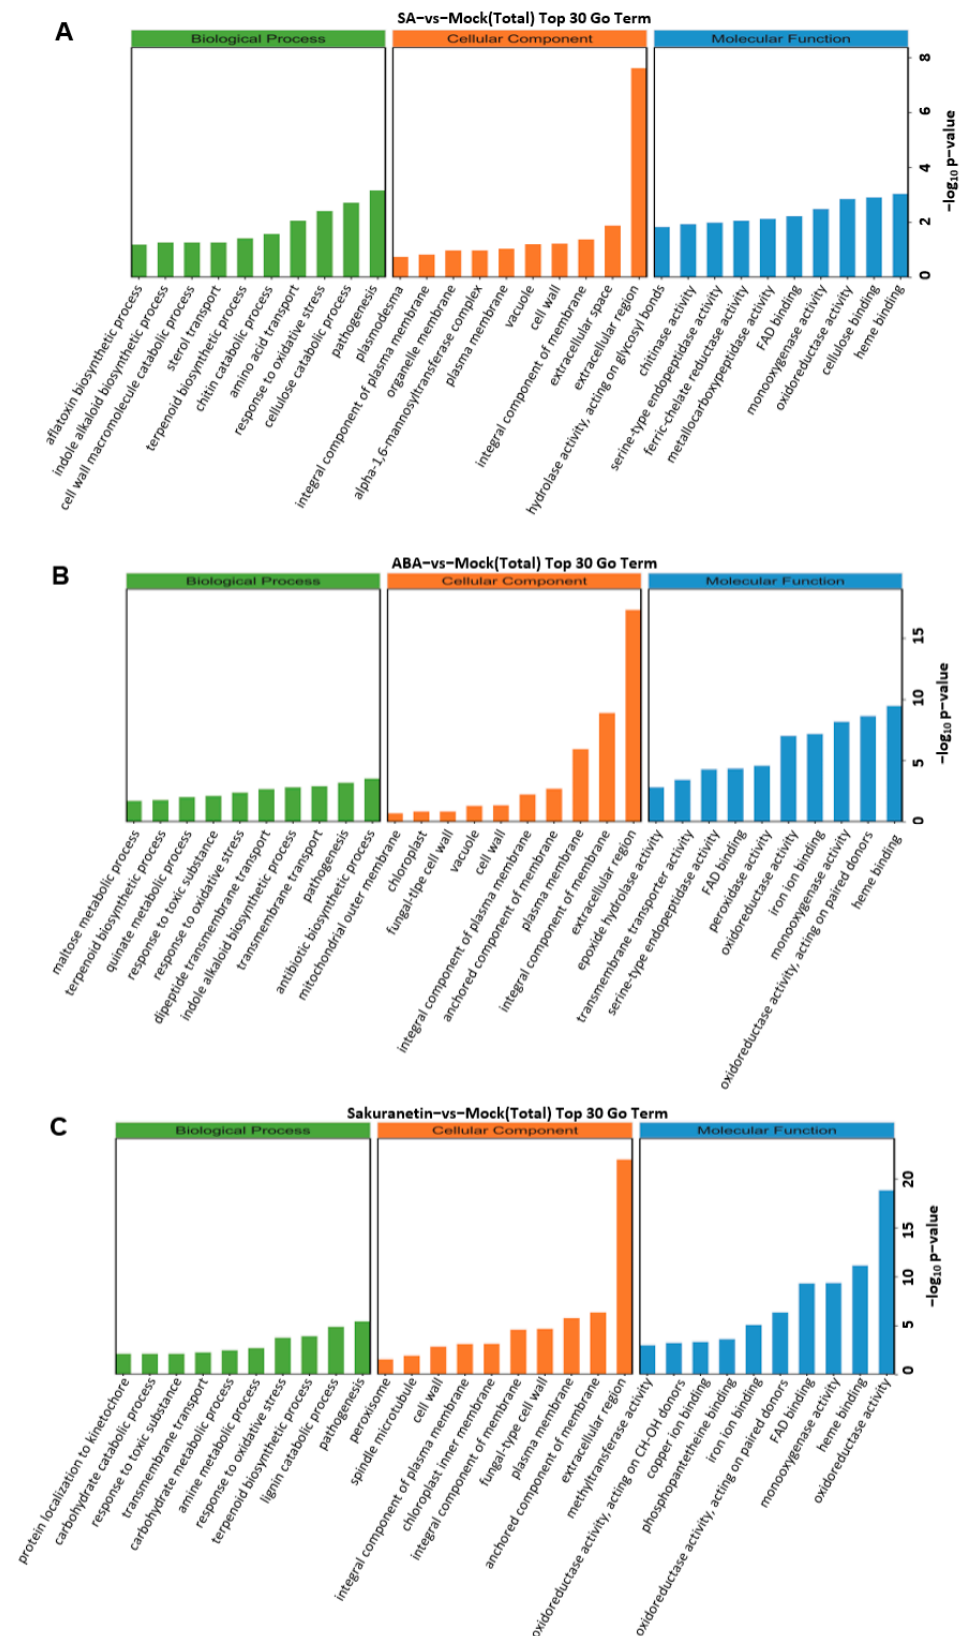 A
SA−vs−Mock(Total) Top 30 Go Term
Biological Process
Cellular Component
Molecular Function
8
6
4
2
0
−log10 p−value
aflatoxin biosynthetic process
indole alkaloid biosynthetic process
cell wall macromolecule catabolic process
sterol transport
terpenoid biosynthetic process
chitin catabolic process
amino acid transport
response to oxidative stress
cellulose catabolic process
pathogenesis
plasmodesma
integral component of plasma membrane
organelle membrane
alpha-1,6-mannosyltransferase complex
plasma membrane
vacuole
cell wall
integral component of membrane
extracellular space
extracellular region
hydrolase activity, acting on glycosyl bonds
chitinase activity
serine-type endopeptidase activity
ferric-chelate reductase activity
metallocarboxypeptidase activity
FAD binding
monooxygenase activity
oxidoreductase activity
cellulose binding
heme binding
B
ABA−vs−Mock(Total) Top 30 Go Term
Biological Process
Cellular Component
Molecular Function
15
10
5
0
−log10 p−value
maltose metabolic process
terpenoid biosynthetic process
quinate metabolic process
response to toxic substance
response to oxidative stress
dipeptide transmembrane transport
indole alkaloid biosynthetic process
transmembrane transport
pathogenesis
antibiotic biosynthetic process
mitochondrial outer membrane
chloroplast
fungal-tlpe cell wall
vacuole
cell wall
integral component of plasma membrane
anchored component of membrane
plasma membrane
integral component of membrane
extracellular region
epoxide hydrolase activity
transmembrane transporter activity
serine-type endopeptidase activity
FAD binding
peroxidase activity
oxidoreductase activity
iron ion binding
monooxygenase activity
oxidoreductase activity, acting on paired donors
heme binding
C
Sakuranetin−vs−Mock(Total) Top 30 Go Term
Biological Process
Cellular Component
Molecular Function
20
15
10
5
0
−log10 p−value
protein localization to kinetochore
carbohydrate catabolic process
response to toxic substance
transmembrane transport
carbohydrate metabolic process
amine metabolic process
response to oxidative stress
terpenoid biosynthetic process
lignin catabolic process
pathogenesis
peroxisome
spindle microtubule
cell wall
integral component of plasma membrane
chloroplast inner membrane
integral component of membrane
fungal-type cell wall
plasma membrane
anchored component of membrane
extracellular region
methyltransferase activity
oxidoreductase activity, acting on CH-OH donors
copper ion binding
phosphopantetheine binding
iron ion binding
oxidoreductase activity, acting on paired donors
FAD binding
monooxygenase activity
heme binding
oxidoreductase activity